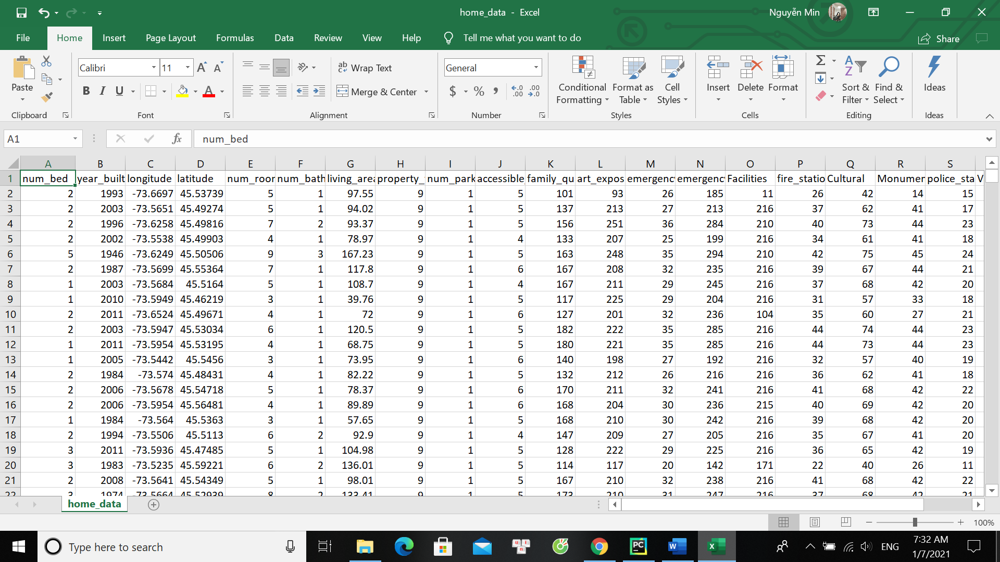 home_data - Excel
Nguyễn Min
File Home Insert Page Layout Formulas Data Review View Help Tell me what you want to do Share
Paste
Calibri 11
B I U
Wrap Text
Merge & Center
General
$ % ,
Conditional Formatting
Format as Table
Cell Styles
Insert Delete Format
Sort & Filter
Find & Select
Ideas
Clipboard Font Alignment Number Styles Cells Editing Ideas
A1 fx num_bed
A B C D E F G H I J K L M N O P Q R S
1 num_bed year_built longitude latitude num_roor num_bath living_area property_ num_park accessible_ family_qu art_expos emergency emergency Facilities fire_statio Cultural Monumen police_sta V
2 2 1993 -73.6697 45.53739 5 1 97.55 9 1 5 101 93 26 185 11 26 42 14 15
3 2 2003 -73.5651 45.49274 5 1 94.02 9 1 5 137 213 27 213 216 37 62 41 17
4 2 1996 -73.6258 45.49816 7 2 93.37 9 1 5 156 251 36 284 210 40 73 44 23
5 2 2002 -73.5538 45.49903 4 1 78.97 9 1 4 133 207 25 199 216 34 61 41 18
6 5 1946 -73.6249 45.50506 9 3 167.23 9 1 5 163 248 35 294 210 42 75 45 24
7 2 1987 -73.5699 45.55364 7 1 117.8 9 1 6 167 208 32 235 216 39 67 44 21
8 1 2003 -73.5684 45.5164 5 1 108.7 9 1 4 167 211 29 245 216 37 68 42 20
9 1 2010 -73.5949 45.46219 3 1 39.76 9 1 5 117 225 29 204 216 31 57 33 18
10 2 2011 -73.6524 45.49671 4 1 72 9 1 6 127 201 32 236 104 35 60 27 21
11 2 2003 -73.5947 45.53034 6 1 120.5 9 1 5 182 222 35 285 216 44 74 44 23
12 1 2011 -73.5954 45.53195 4 1 68.75 9 1 5 180 221 35 285 216 44 73 44 23
13 1 2005 -73.5442 45.5456 3 1 73.95 9 1 6 140 198 27 192 216 32 57 40 19
14 2 1984 -73.574 45.48431 4 1 82.22 9 1 5 132 212 26 216 216 36 62 41 18
15 2 2006 -73.5678 45.54718 5 1 78.37 9 1 6 170 211 32 241 216 41 68 42 22
16 2 2006 -73.5954 45.56481 4 1 89.89 9 1 6 168 204 30 236 215 40 69 42 20
17 1 1984 -73.564 45.5363 3 1 57.65 9 1 5 168 210 30 242 216 39 68 42 20
18 2 1994 -73.5506 45.5113 6 2 92.9 9 1 4 147 209 27 205 216 35 67 41 20
19 3 2011 -73.5936 45.47485 5 1 104.98 9 1 5 128 222 29 225 216 36 65 42 19
20 3 1983 -73.5235 45.59221 6 2 136.01 9 1 5 114 117 20 142 171 22 40 26 11
21 2 2008 -73.5641 45.54349 5 1 98.01 9 1 5 167 210 32 238 216 41 68 42 22
22 3 1974 -73.5664 45.52939 8 2 133.41 9 1 5 173 210 31 247 216 37 68 42 21
home_data
100%
Type here to search
ENG
7:32 AM
1/7/2021